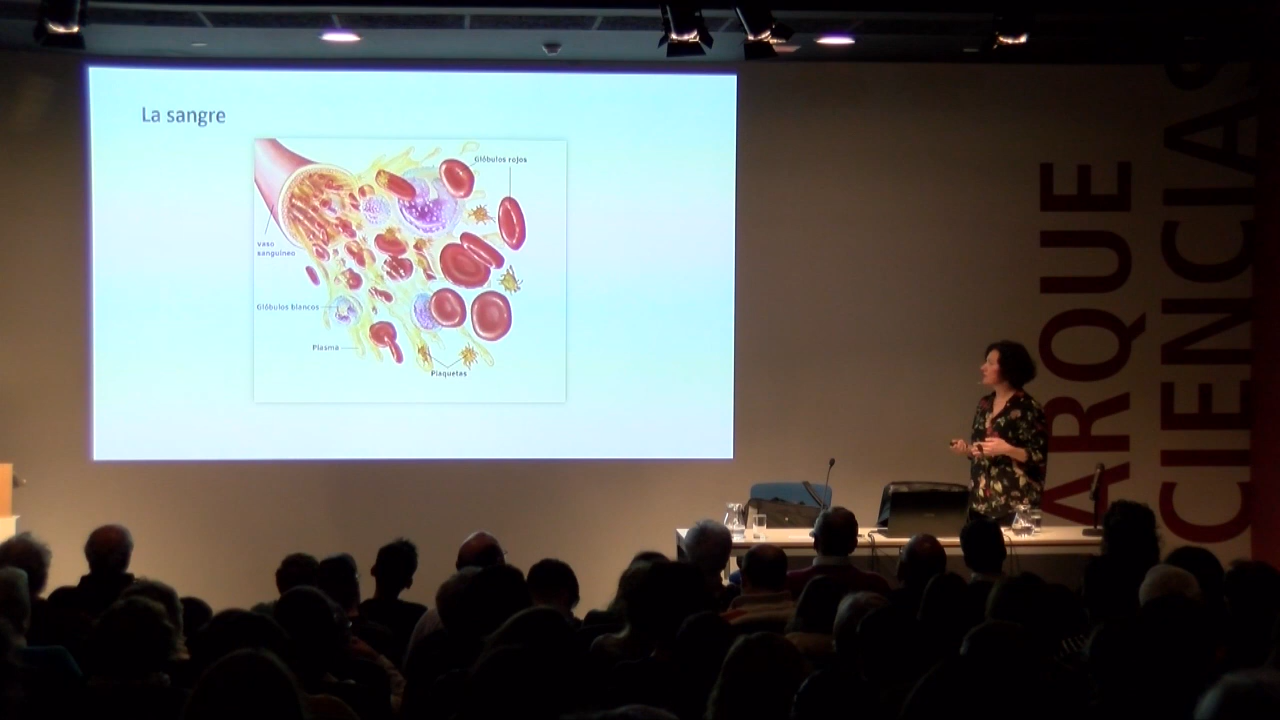 La sangre
Glóbulos rojos
vaso
sanguíneo
Glóbulos blancos
Plasma
Plaquetas
ARQUE
CIENCIAS